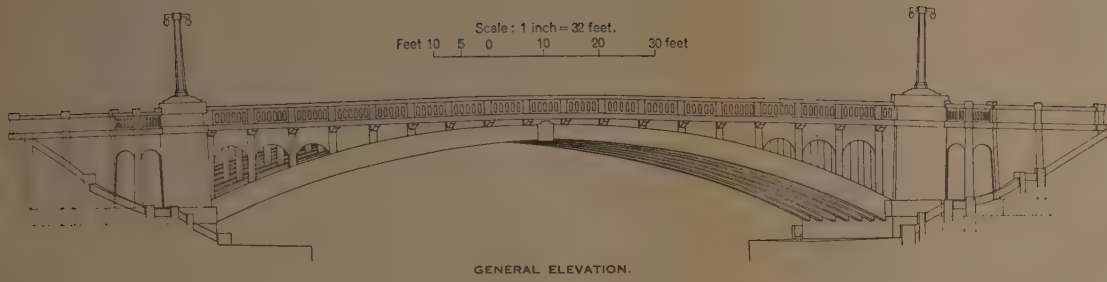 Scale: 1 inch = 32 feet.
Feet 10 5 0 10 20 30 feet
GENERAL ELEVATION.